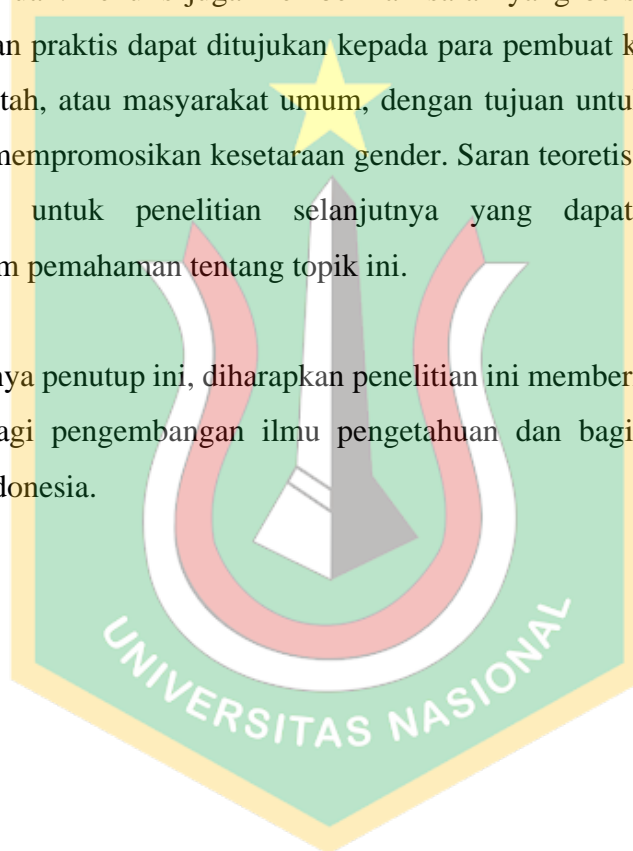 an praktis dapat ditujukan kepada para pembuat k
tah, atau masyarakat umum, dengan tujuan untu
mempromosikan kesetaraan gender. Saran teoretis
untuk penelitian selanjutnya yang dapat
m pemahaman tentang topik ini.
nya penutup ini, diharapkan penelitian ini member
agi pengembangan ilmu pengetahuan dan bagi
donesia.
UNIVERSITAS NASIONAL